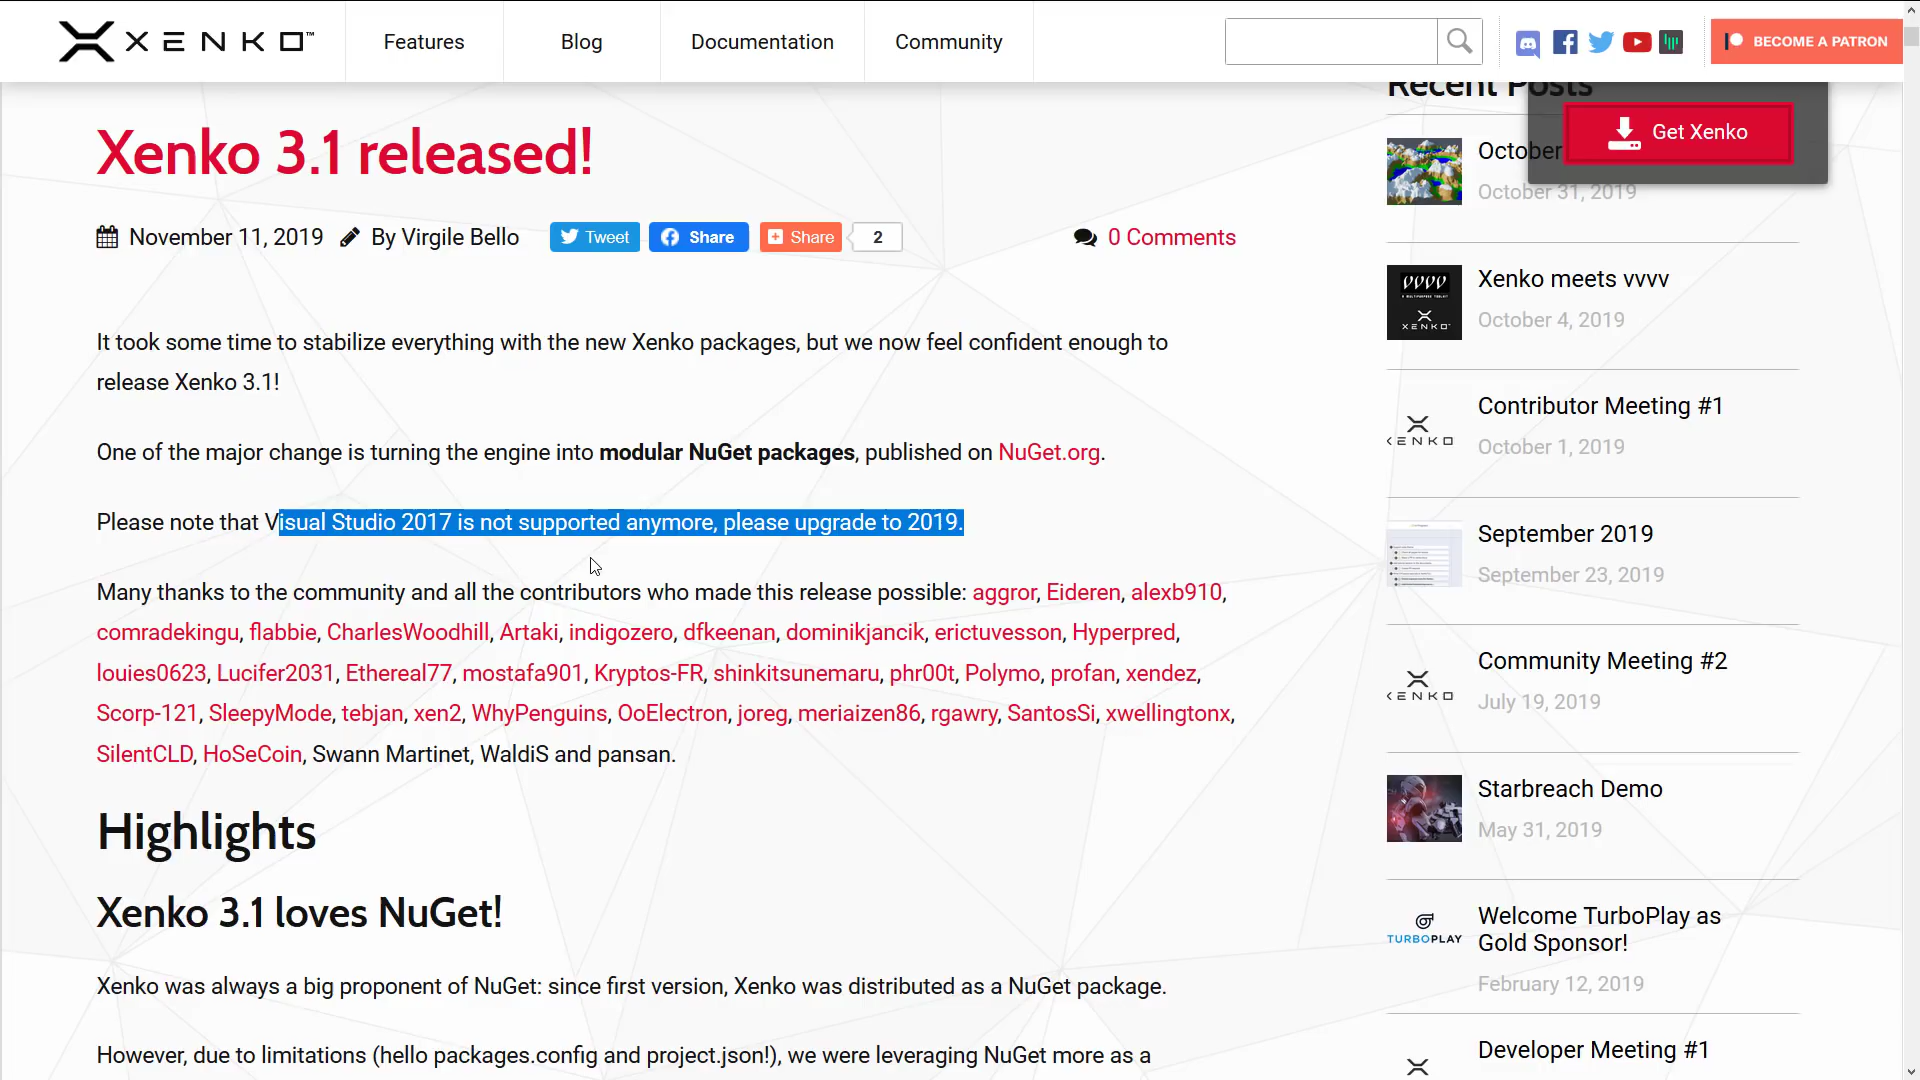 XENKO™
Features
Blog
Documentation
Community
BECOME A PATRON
Xenko 3.1 released!
November 11, 2019
By Virgile Bello
Tweet
Share
Share
2
0 Comments
It took some time to stabilize everything with the new Xenko packages, but we now feel confident enough to
release Xenko 3.1!
One of the major change is turning the engine into modular NuGet packages, published on NuGet.org.
Please note that Visual Studio 2017 is not supported anymore, please upgrade to 2019.
Many thanks to the community and all the contributors who made this release possible: aggror, Eideren, alexb910,
comradekingu, flabbie, CharlesWoodhill, Artaki, indigozero, dfkeenan, dominikjancik, erictuvesson, Hyperpred,
louies0623, Lucifer2031, Ethereal77, mostafa901, Kryptos-FR, shinkitsunemaru, phr00t, Polymo, profan, xendez,
Scorp-121, SleepyMode, tebjan, xen2, WhyPenguins, OoElectron, joreg, meriaizen86, rgawry, SantosSi, xwellingtonx,
SilentCLD, HoSeCoin, Swann Martinet, WaldiS and pansan.
Highlights
Xenko 3.1 loves NuGet!
Xenko was always a big proponent of NuGet: since first version, Xenko was distributed as a NuGet package.
However, due to limitations (hello packages.config and project.json!), we were leveraging NuGet more as a
Recent Posts
Get Xenko
October
October 31, 2019
vvvv
XENKO
Xenko meets vvvv
October 4, 2019
XENKO
Contributor Meeting #1
October 1, 2019
September 2019
September 23, 2019
XENKO
Community Meeting #2
July 19, 2019
Starbreach Demo
May 31, 2019
TURBOPLAY
Welcome TurboPlay as
Gold Sponsor!
February 12, 2019
Developer Meeting #1